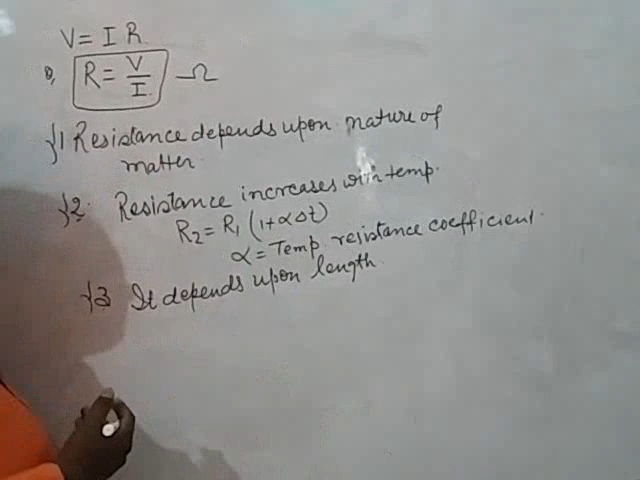 V = I R
R = V/I Ω
}1 Resistance depends upon nature of
matter
}2. Resistance increases with temp.
R₂ = R₁ (1+αΔt)
α = Temp resistance coefficient.
}3 It depends upon length